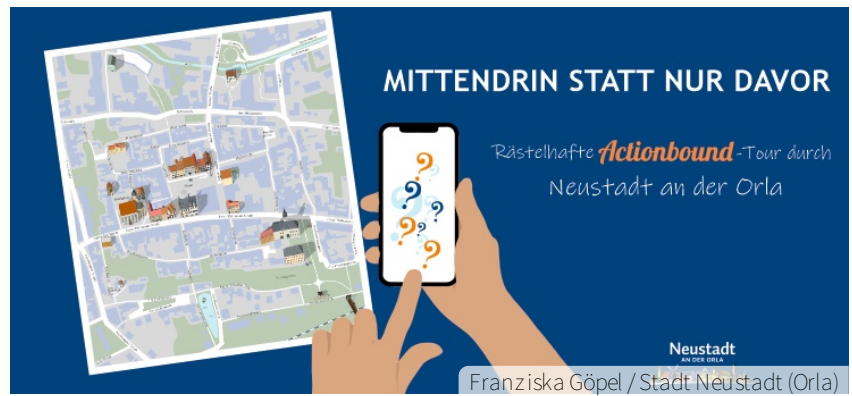 MITTENDRIN STATT NUR DAVOR
Rästelhafte Actionbound-Tour durch
Neustadt an der Orla
Neustadt
AN DER ORLA
Franziska Göpel / Stadt Neustadt (Orla)